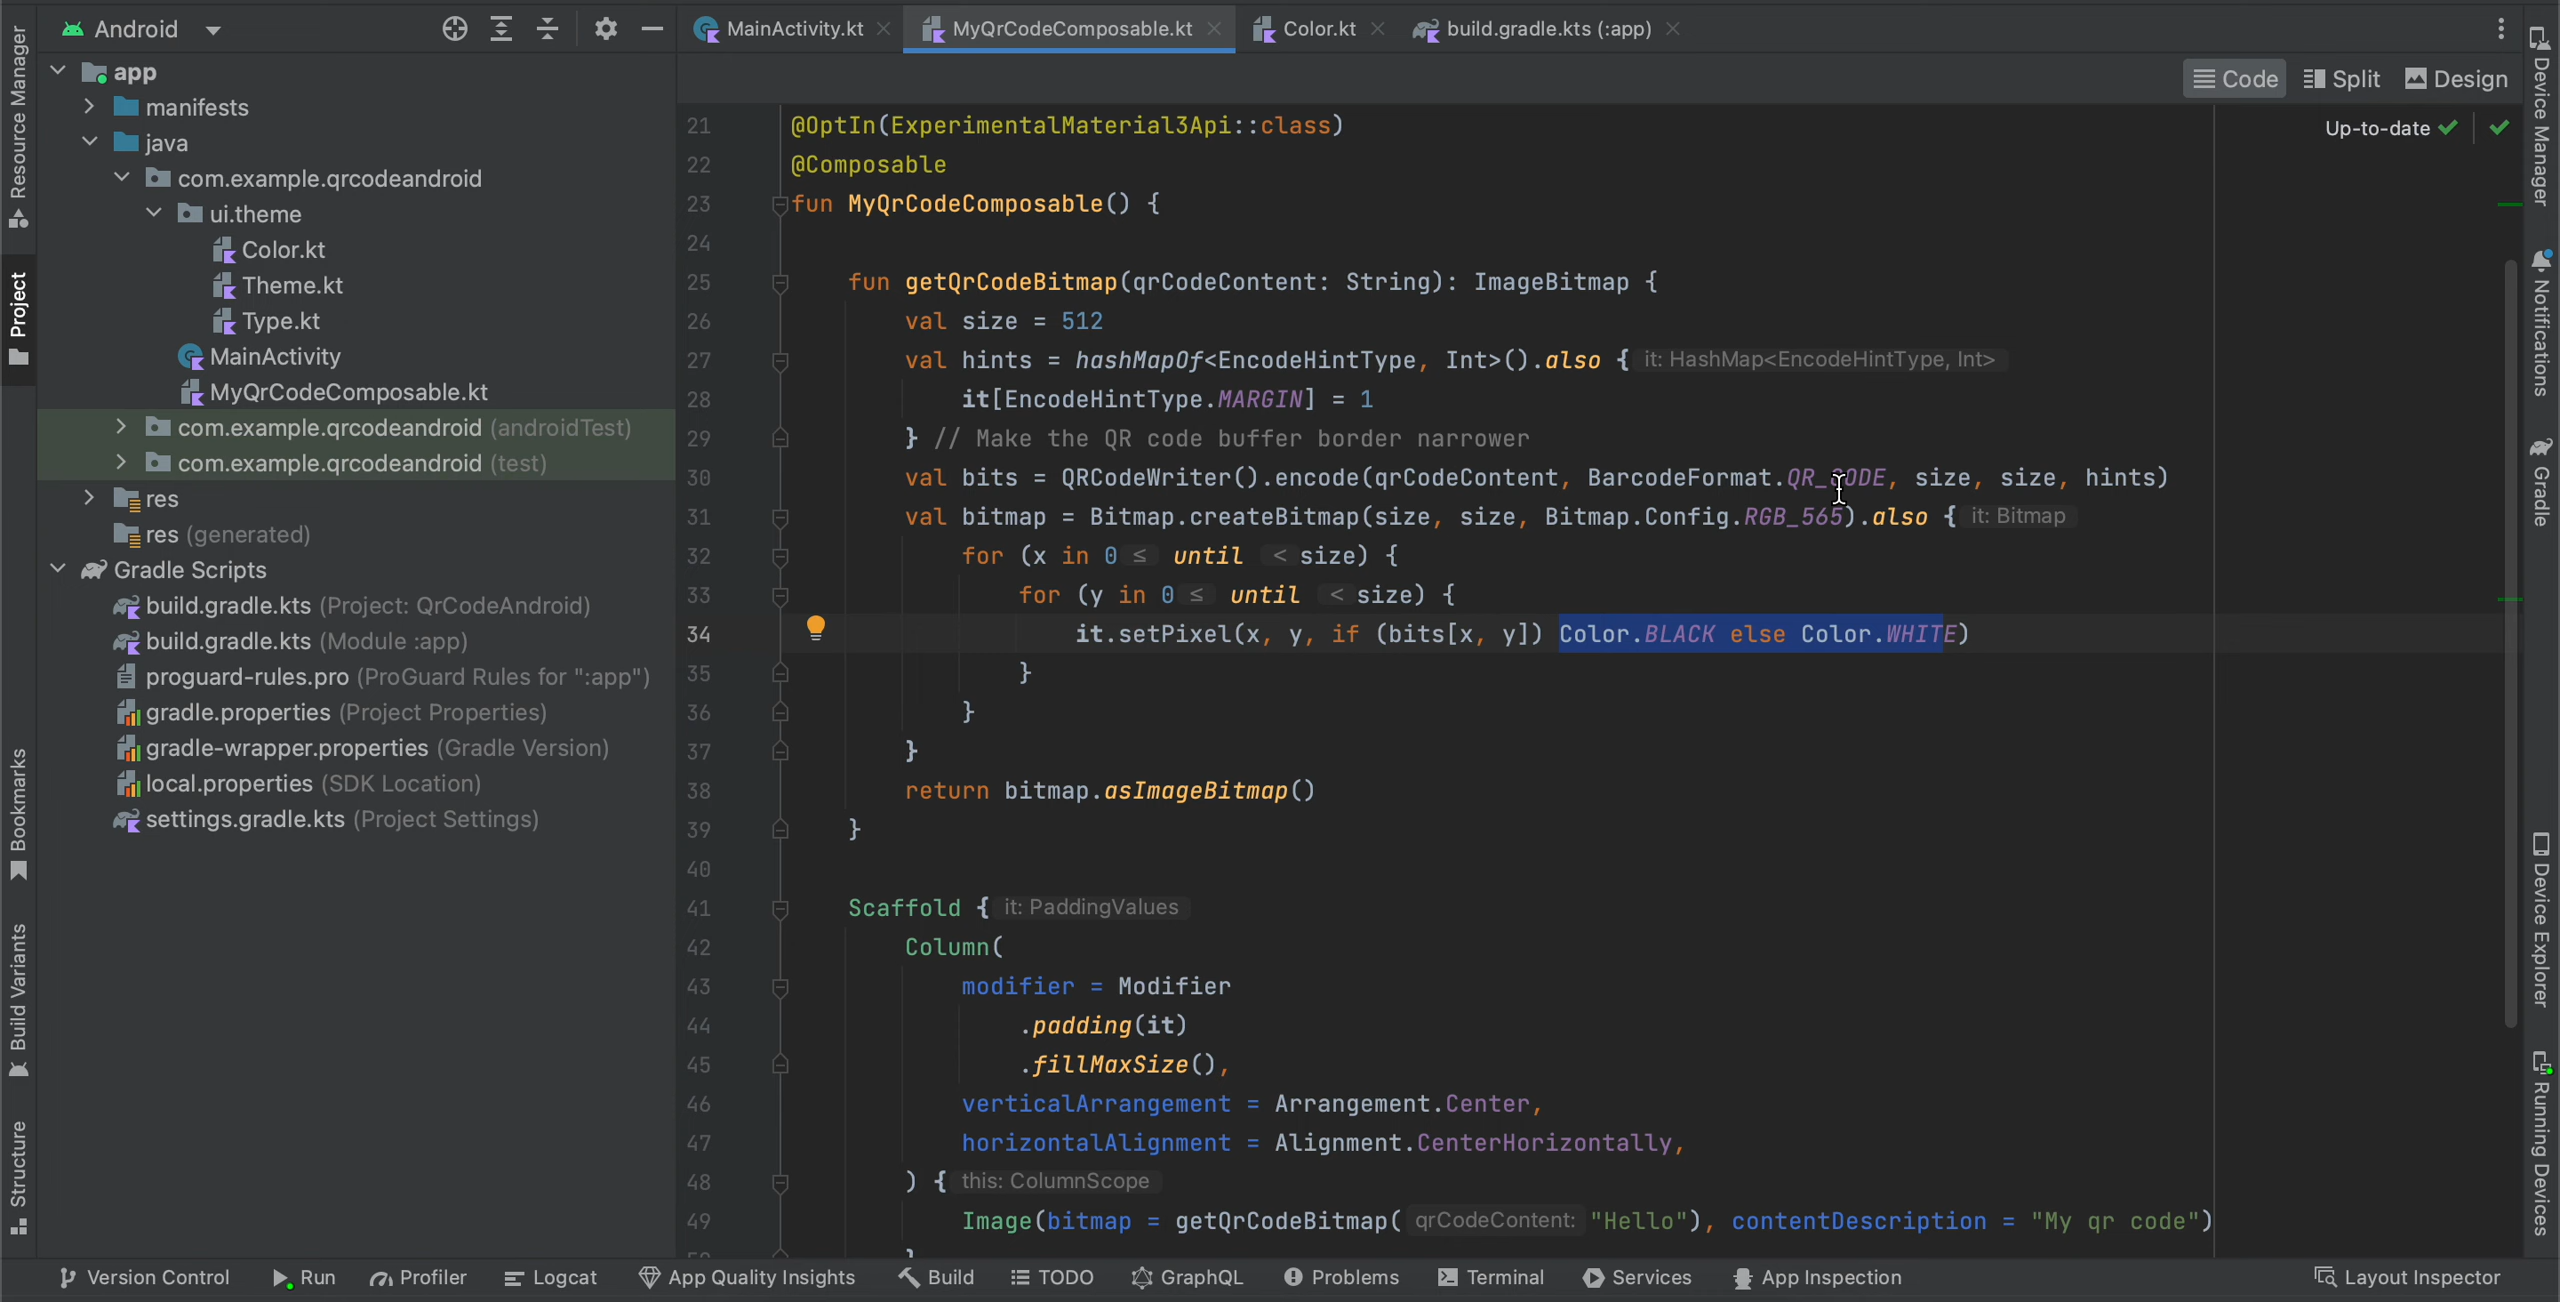 Android
MainActivity.kt
MyQrCodeComposable.kt
Color.kt
build.gradle.kts (:app)
Code
Split
Design
Up-to-date
Resource Manager
Project
Bookmarks
Build Variants
Structure
app
manifests
java
com.example.qrcodeandroid
ui.theme
Color.kt
Theme.kt
Type.kt
MainActivity
MyQrCodeComposable.kt
com.example.qrcodeandroid (androidTest)
com.example.qrcodeandroid (test)
res
res (generated)
Gradle Scripts
build.gradle.kts (Project: QrCodeAndroid)
build.gradle.kts (Module :app)
proguard-rules.pro (ProGuard Rules for ":app")
gradle.properties (Project Properties)
gradle-wrapper.properties (Gradle Version)
local.properties (SDK Location)
settings.gradle.kts (Project Settings)
21 @OptIn(ExperimentalMaterial3Api::class)
22 @Composable
23 fun MyQrCodeComposable() {
24
25 fun getQrCodeBitmap(qrCodeContent: String): ImageBitmap {
26 val size = 512
27 val hints = hashMapOf<EncodeHintType, Int>().also { it: HashMap<EncodeHintType, Int>
28 it[EncodeHintType.MARGIN] = 1
29 } // Make the QR code buffer border narrower
30 val bits = QRCodeWriter().encode(qrCodeContent, BarcodeFormat.QR_CODE, size, size, hints)
31 val bitmap = Bitmap.createBitmap(size, size, Bitmap.Config.RGB_565).also { it: Bitmap
32 for (x in 0 ≤ until < size) {
33 for (y in 0 ≤ until < size) {
34 it.setPixel(x, y, if (bits[x, y]) Color.BLACK else Color.WHITE)
35 }
36 }
37 }
38 return bitmap.asImageBitmap()
39 }
40
41 Scaffold { it: PaddingValues
42 Column(
43 modifier = Modifier
44 .padding(it)
45 .fillMaxSize(),
46 verticalArrangement = Arrangement.Center,
47 horizontalAlignment = Alignment.CenterHorizontally,
48 ) { this: ColumnScope
49 Image(bitmap = getQrCodeBitmap( qrCodeContent: "Hello"), contentDescription = "My qr code")
Device Manager
Notifications
Gradle
Device Explorer
Running Devices
Version Control
Run
Profiler
Logcat
App Quality Insights
Build
TODO
GraphQL
Problems
Terminal
Services
App Inspection
Layout Inspector